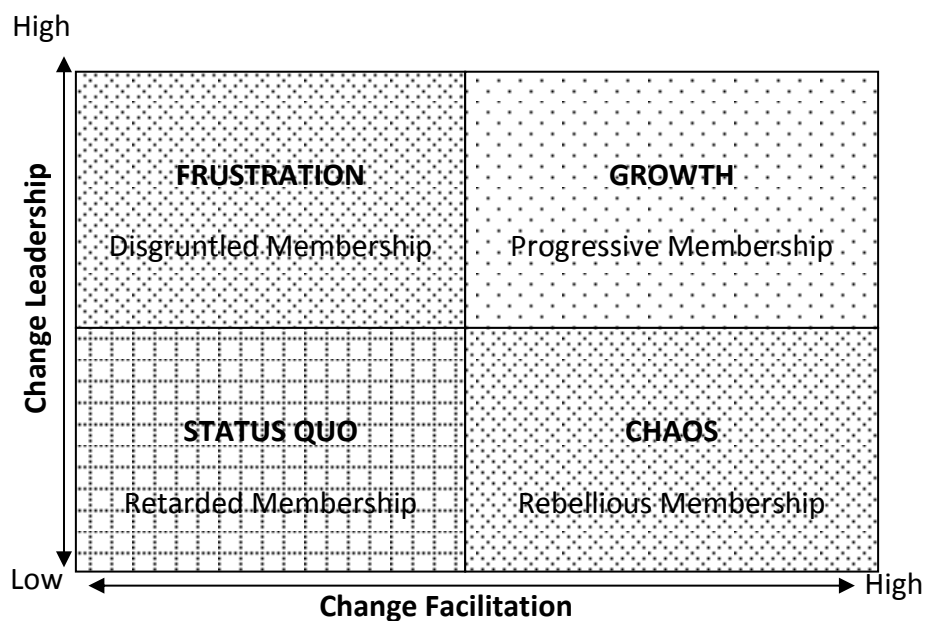 High
Change Leadership
FRUSTRATION
Disgruntled Membership
GROWTH
Progressive Membership
STATUS QUO
Retarded Membership
CHAOS
Rebellious Membership
Low
High
Change Facilitation